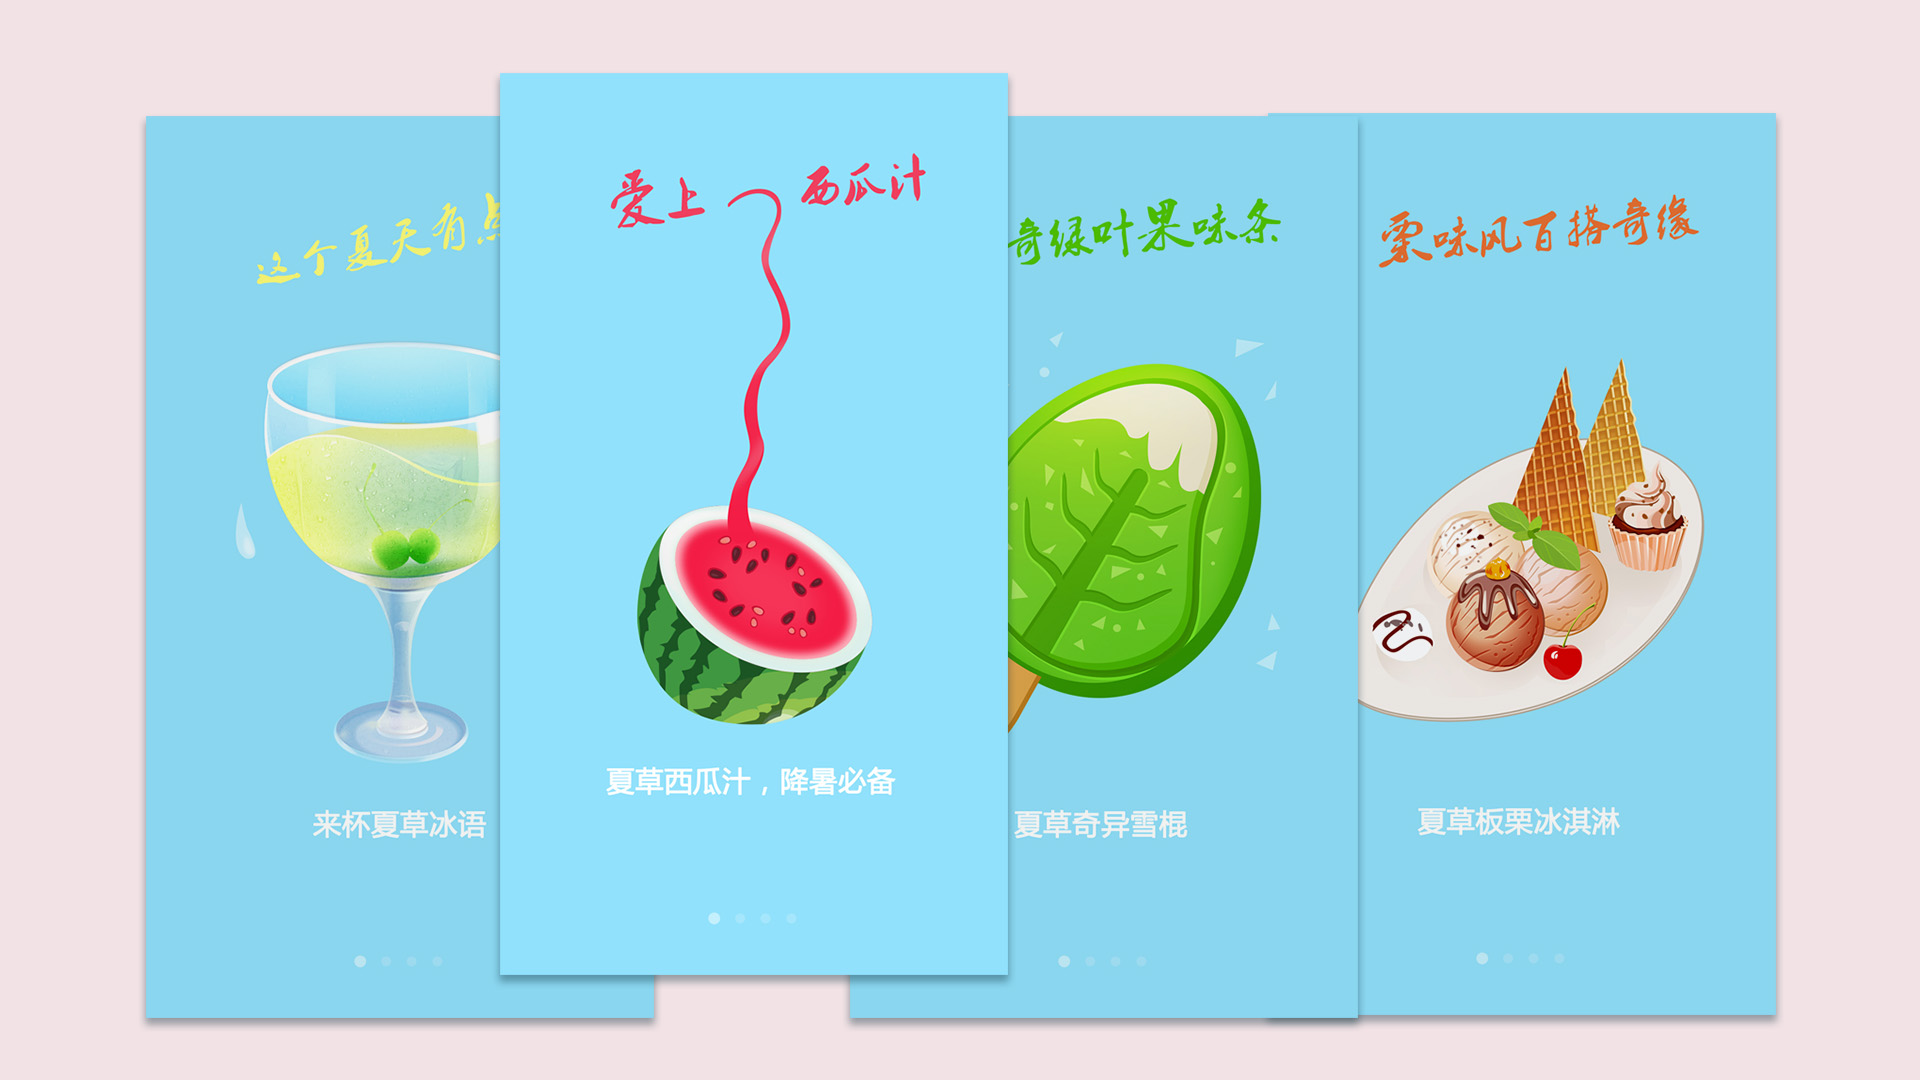 这个夏天有点
来杯夏草冰语
爱上 西瓜汁
夏草西瓜汁，降暑必备
奇绿叶果味条
夏草奇异雪棍
栗味风百搭奇缘
夏草板栗冰淇淋